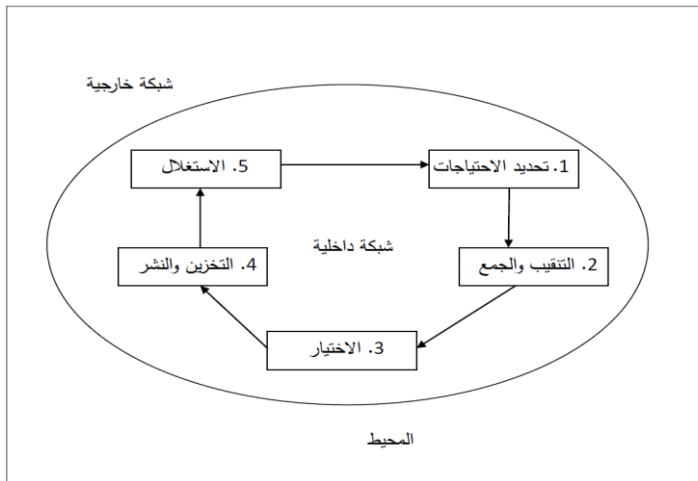 شبكة خارجية
1. تحديد الاحتياجات
5. الاستغلال
شبكة داخلية
2. التنقيب والجمع
4. التخزين والنشر
3. الاختيار
المحيط